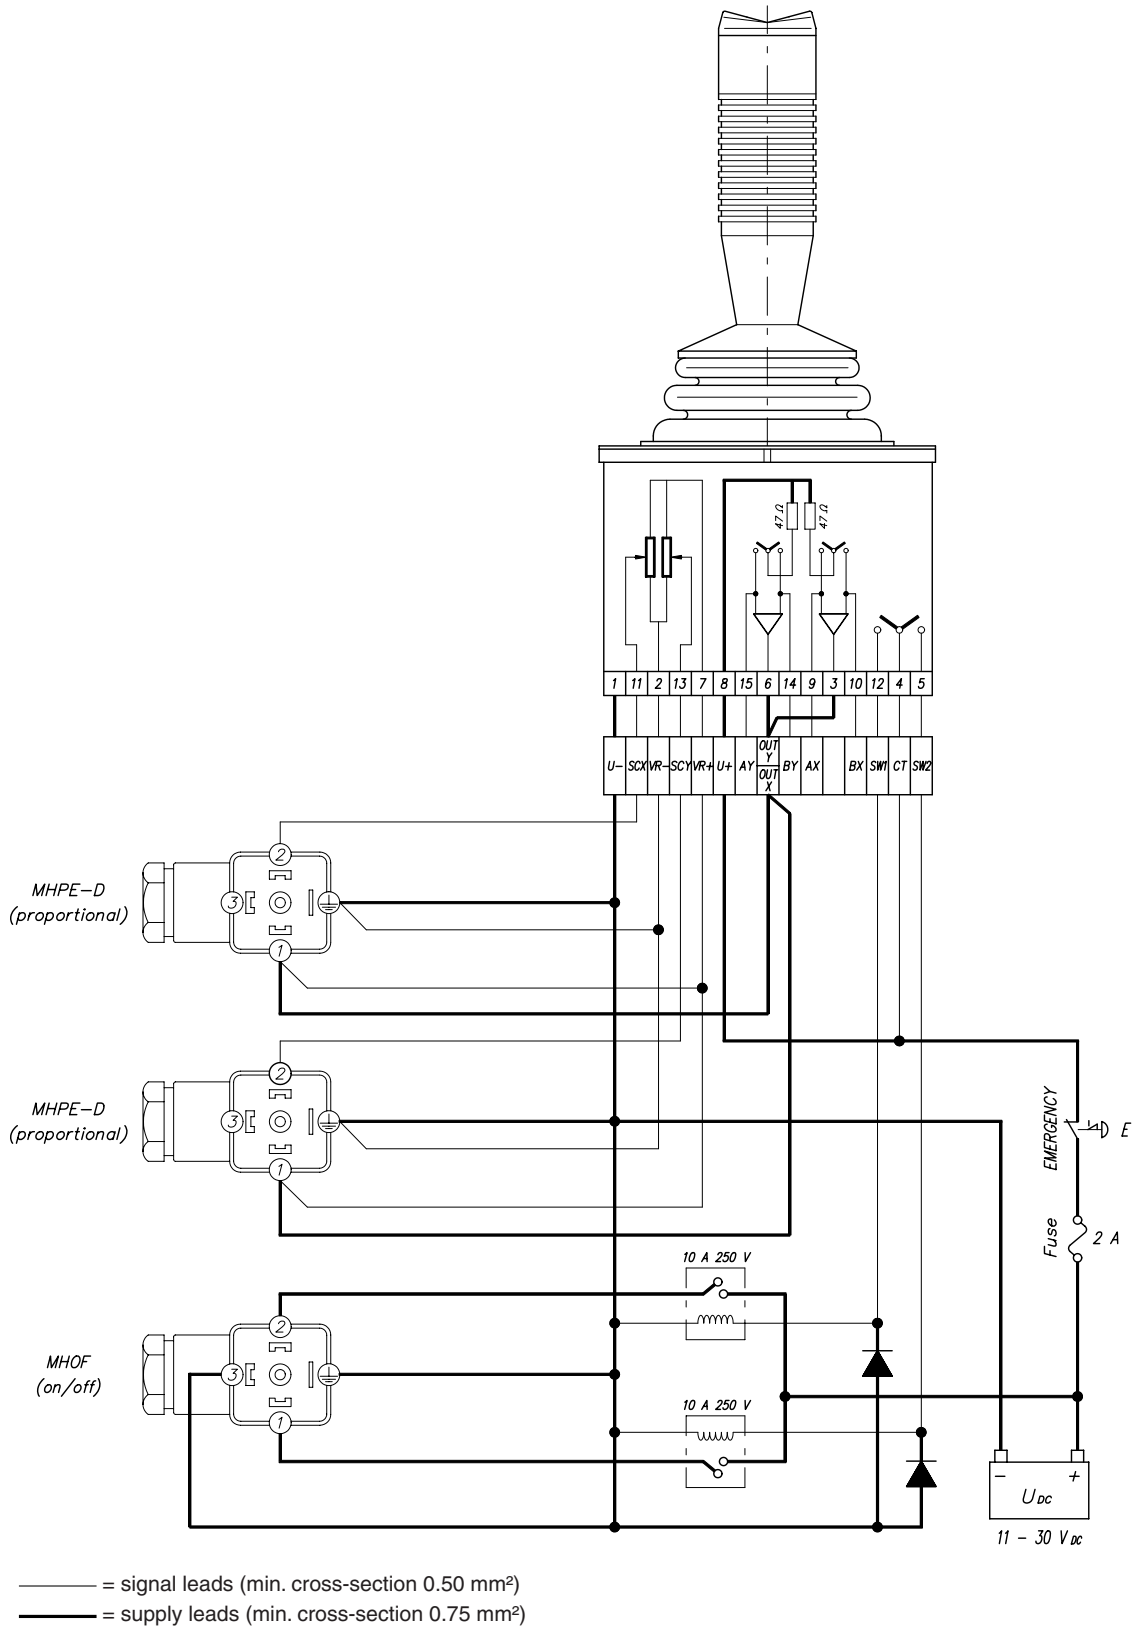 47 Ω 47 Ω
1 11 2 13 7 8 15 6 14 9 3 10 12 4 5
U- SCX VR- SCY VR+ U+ AY OUT Y OUT X BY AX BX SW1 CT SW2
MHPE-D
(proportional)
2
3
1
MHPE-D
(proportional)
2
3
1
EMERGENCY
E
Fuse
2 A
10 A 250 V
MHOF
(on/off)
2
3
1
10 A 250 V
- +
U DC
11 - 30 V DC
= signal leads (min. cross-section 0.50 mm²)
= supply leads (min. cross-section 0.75 mm²)